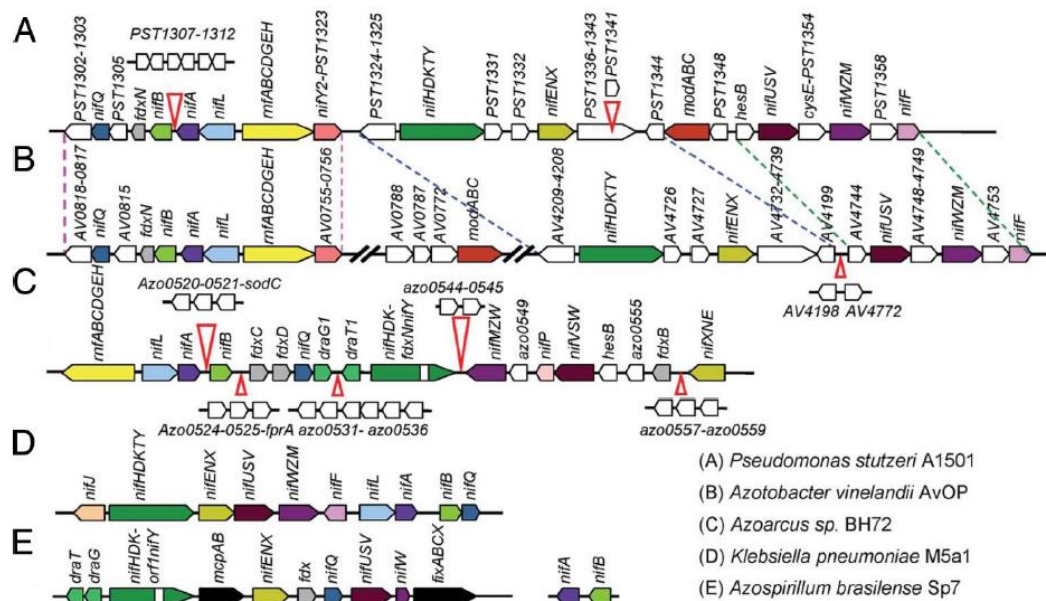 A
PST1307-1312
PST1302-1303
nifQ
PST1305
fdxN
nifB
nifA
nifL
rnfABCDGEH
nifY2-PST1323
PST1324-1325
nifHDKTY
PST1331
PST1332
nifENX
PST1336-1343
PST1341
PST1344
modABC
PST1348
hesB
nifUSV
cysE-PST1354
nifWZM
PST1358
nifF
B
AV0818-0817
nifQ
AV0815
fdxN
nifB
nifA
nifL
rnfABCDGEH
AV0755-0756
AV0788
AV0787
AV0772
modABC
AV4209-4208
nifHDKTY
AV4726
AV4727
nifENX
AV4732-4739
AV4199
AV4744
nifUSV
AV4748-4749
nifWZM
AV4753
nifF
AV4198 AV4772
C
Azo0520-0521-sodC
azo0544-0545
rnfABCDGEH
nifL
nifA
nifB
fdxC
fdxD
nifQ
draG1
draT1
nifHDK-
fdxNnifY
nifMZW
azo0549
nifP
nifVSW
hesB
azo0555
fdxB
nifXNE
Azo0524-0525-fprA
azo0531- azo0536
azo0557-azo0559
D
nifJ
nifHDKTY
nifENX
nifUSV
nifWZM
nifF
nifL
nifA
nifB
nifQ
E
draT
draG
nifHDK-
orf1nifY
mcpAB
nifENX
fdx
nifQ
nifUSV
nifW
fixABCX
nifA
nifB
(A) Pseudomonas stutzeri A1501
(B) Azotobacter vinelandii AvOP
(C) Azoarcus sp. BH72
(D) Klebsiella pneumoniae M5a1
(E) Azospirillum brasilense Sp7